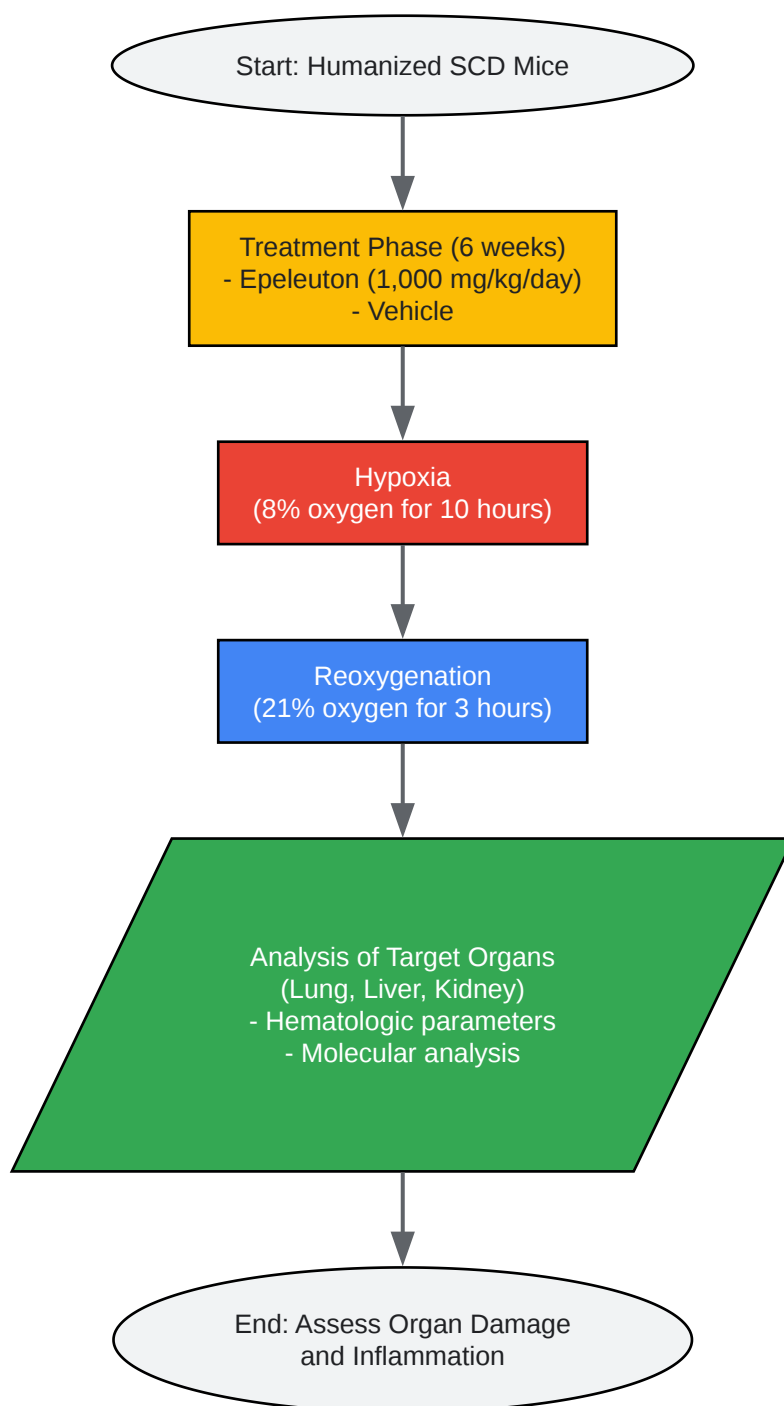 Start: Humanized SCD Mice
Treatment Phase (6 weeks)
- Epeleuton (1,000 mg/kg/day)
- Vehicle
Hypoxia
(8% oxygen for 10 hours)
Reoxygenation
(21% oxygen for 3 hours)
Analysis of Target Organs
(Lung, Liver, Kidney)
- Hematologic parameters
- Molecular analysis
End: Assess Organ Damage
and Inflammation